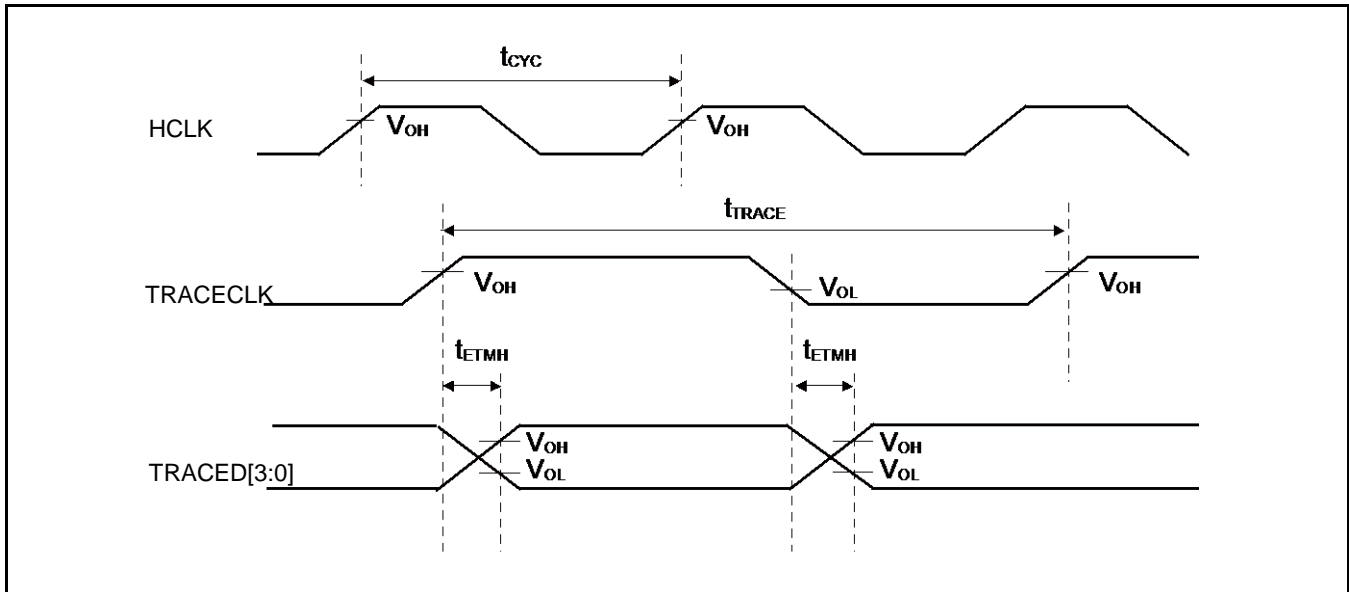 tCYC
HCLK
VOH
VOH
tTRACE
TRACECLK
VOH
VOL
VOH
tETMH
tETMH
TRACED[3:0]
VOH
VOH
VOL
VOL